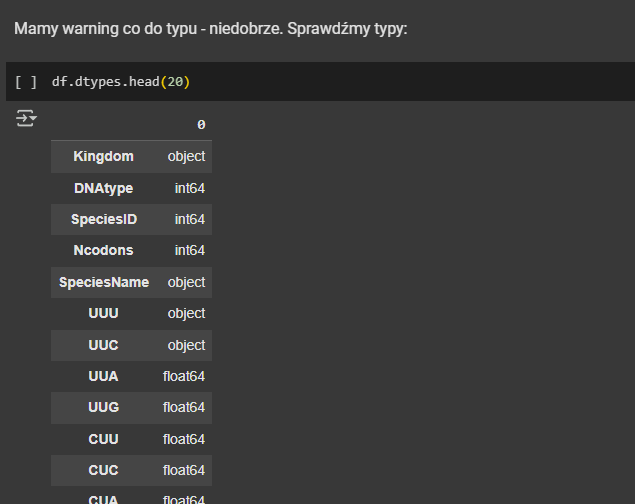 Mamy warning co do typu - niedobrze. Sprawdźmy typy:
[ ] df.dtypes.head(20)
0
Kingdom object
DNAtype int64
SpeciesID int64
Ncodons int64
SpeciesName object
UUU object
UUC object
UUA float64
UUG float64
CUU float64
CUC float64
CUA float64